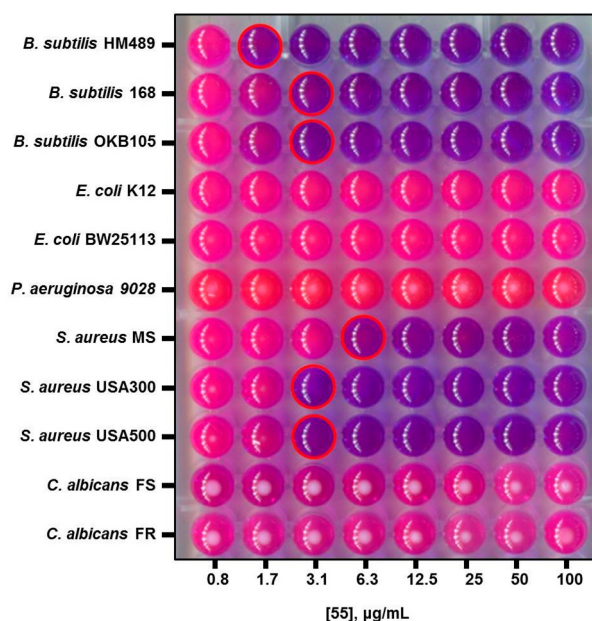 B. subtilis HM489
B. subtilis 168
B. subtilis OKB105
E. coli K12
E. coli BW25113
P. aeruginosa 9028
S. aureus MS
S. aureus USA300
S. aureus USA500
C. albicans FS
C. albicans FR
0.8 1.7 3.1 6.3 12.5 25 50 100
[55], µg/mL